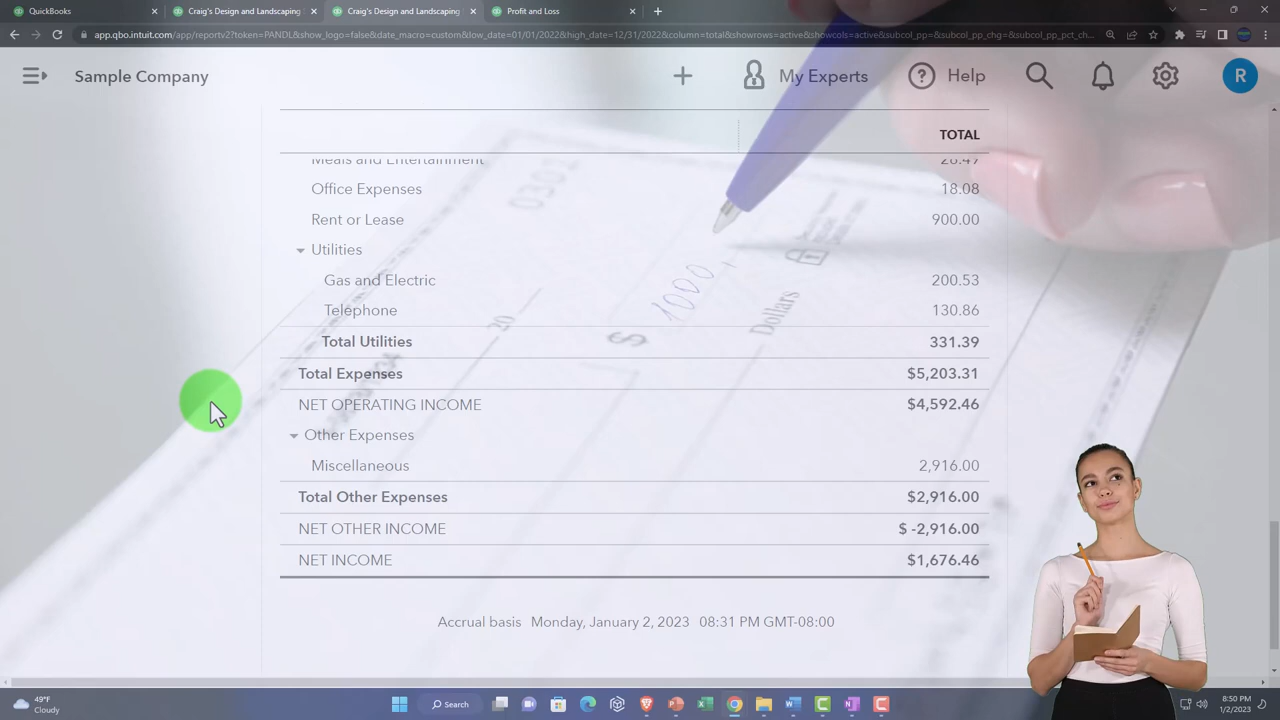 QuickBooks
Craig's Design and Landscaping
Craig's Design and Landscaping
Profit and Loss
app.qbo.intuit.com/app/reportv2?token=PANDL&show_logo=false&date_macro=custom&low_date=01/01/2022&high_date=12/31/2022&column=total&showrows=active&showcols=active&subcol_pp=&subcol_pp_chg=&subcol_pp_pct_ch...
Sample Company
My Experts
Help
R
TOTAL
Meals and Entertainment 28.49
Office Expenses 18.08
Rent or Lease 900.00
Utilities
Gas and Electric 200.53
Telephone 130.86
Total Utilities 331.39
Total Expenses $5,203.31
NET OPERATING INCOME $4,592.46
Other Expenses
Miscellaneous 2,916.00
Total Other Expenses $2,916.00
NET OTHER INCOME $ -2,916.00
NET INCOME $1,676.46
Accrual basis Monday, January 2, 2023 08:31 PM GMT-08:00
0302
20
$ 1000
Dollars
49°F
Cloudy
Search
8:50 PM
1/2/2023